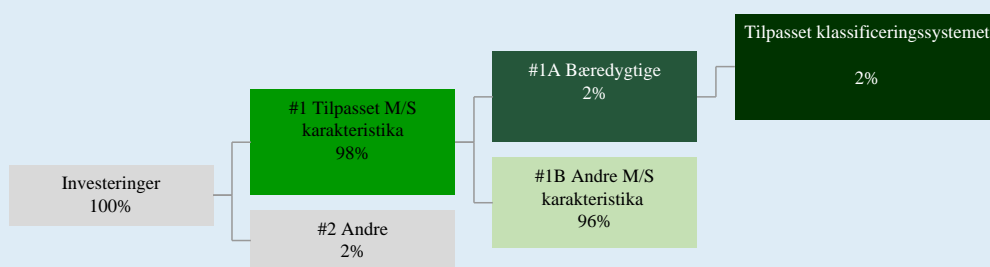 Investeringer
100%
#1 Tilpasset M/S
karakteristika
98%
#2 Andre
2%
#1A Bæredygtige
2%
#1B Andre M/S
karakteristika
96%
Tilpasset klassificeringssystemet
2%